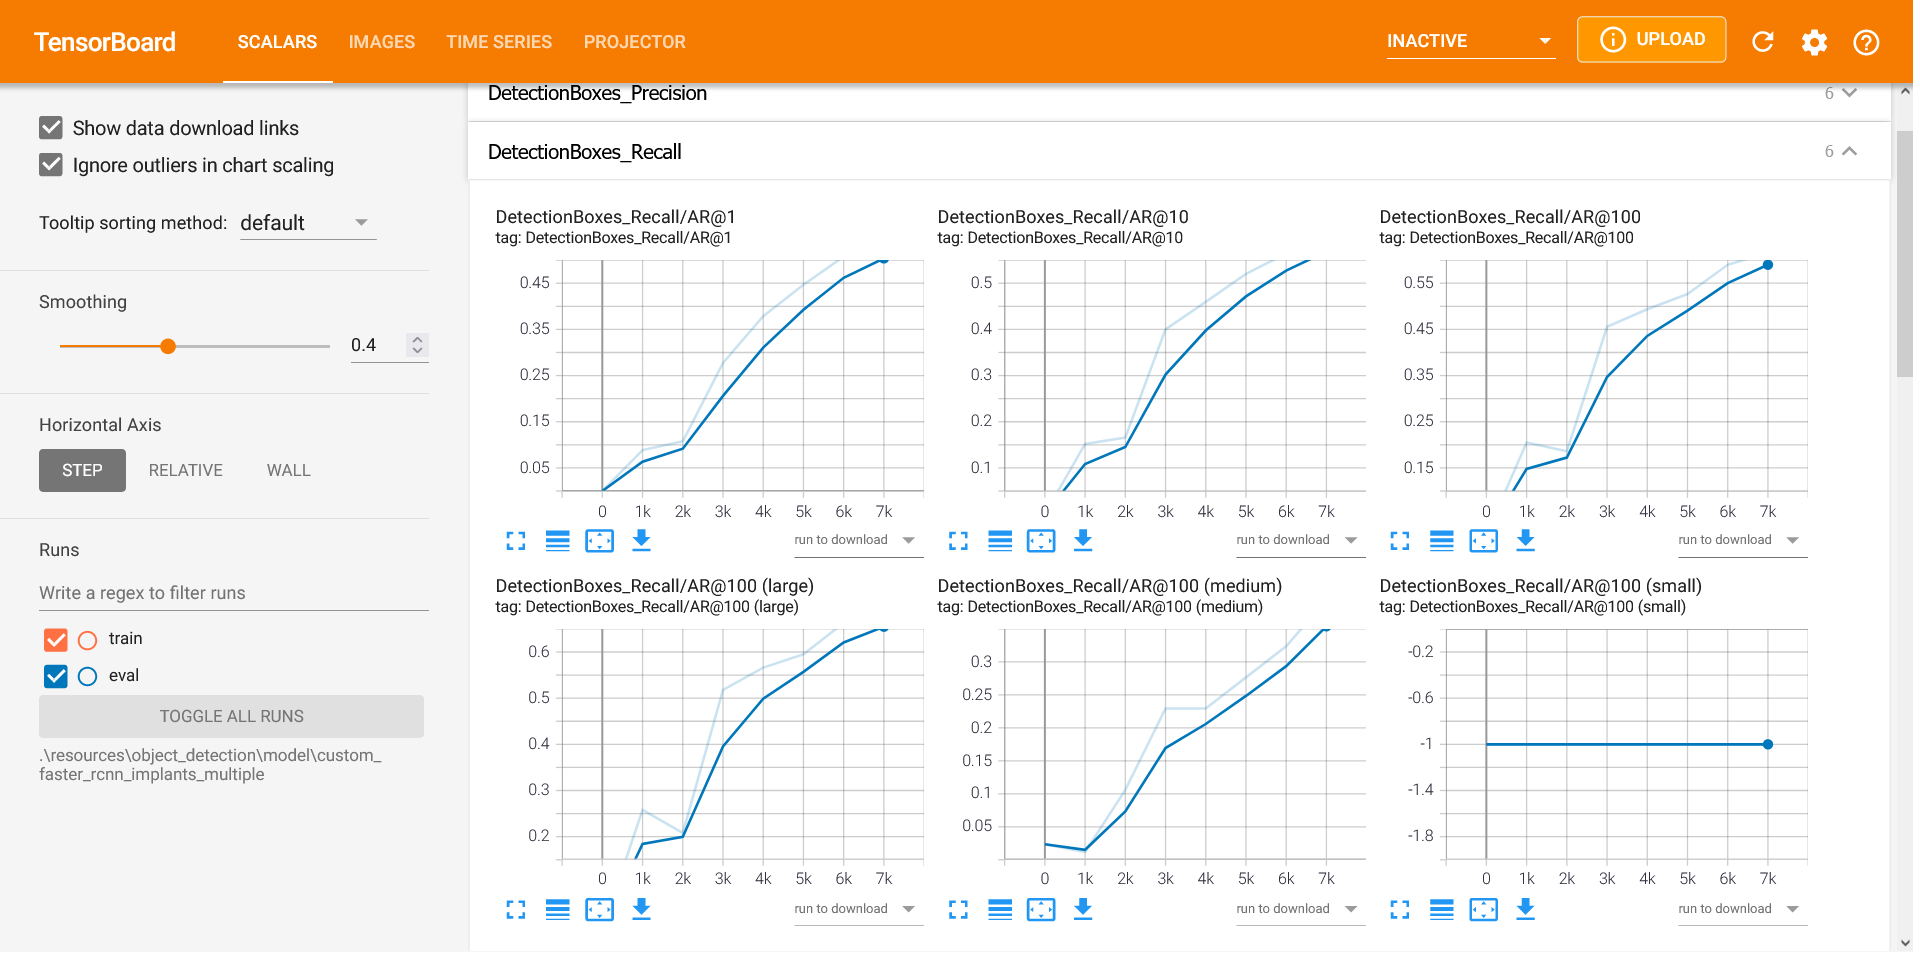 TensorBoard SCALARS IMAGES TIME SERIES PROJECTOR INACTIVE UPLOAD
Show data download links
Ignore outliers in chart scaling
Tooltip sorting method: default
Smoothing
0.4
Horizontal Axis
STEP RELATIVE WALL
Runs
Write a regex to filter runs
train
eval
TOGGLE ALL RUNS
.\resources\object_detection\model\custom_
faster_rcnn_implants_multiple
DetectionBoxes_Precision 6
DetectionBoxes_Recall 6
DetectionBoxes_Recall/AR@1
tag: DetectionBoxes_Recall/AR@1
0.45
0.35
0.25
0.15
0.05
0 1k 2k 3k 4k 5k 6k 7k
run to download
DetectionBoxes_Recall/AR@10
tag: DetectionBoxes_Recall/AR@10
0.5
0.4
0.3
0.2
0.1
0 1k 2k 3k 4k 5k 6k 7k
run to download
DetectionBoxes_Recall/AR@100
tag: DetectionBoxes_Recall/AR@100
0.55
0.45
0.35
0.25
0.15
0 1k 2k 3k 4k 5k 6k 7k
run to download
DetectionBoxes_Recall/AR@100 (large)
tag: DetectionBoxes_Recall/AR@100 (large)
0.6
0.5
0.4
0.3
0.2
0 1k 2k 3k 4k 5k 6k 7k
run to download
DetectionBoxes_Recall/AR@100 (medium)
tag: DetectionBoxes_Recall/AR@100 (medium)
0.3
0.25
0.2
0.15
0.1
0.05
0 1k 2k 3k 4k 5k 6k 7k
run to download
DetectionBoxes_Recall/AR@100 (small)
tag: DetectionBoxes_Recall/AR@100 (small)
-0.2
-0.6
-1
-1.4
-1.8
0 1k 2k 3k 4k 5k 6k 7k
run to download